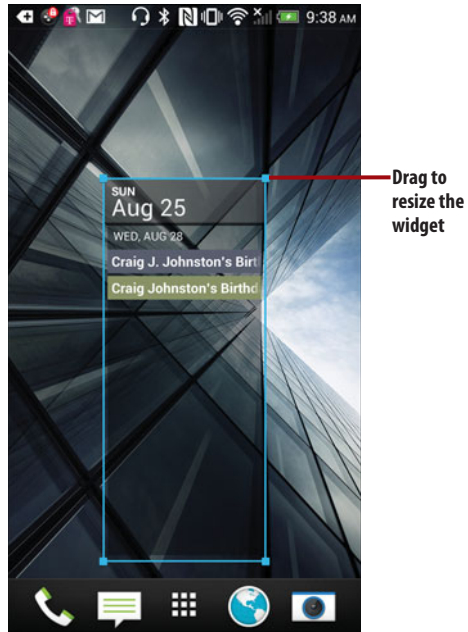 9:38 AM
SUN
Aug 25
WED, AUG 28
Craig J. Johnston's Birt
Craig Johnston's Birthd
Drag to
resize the
widget